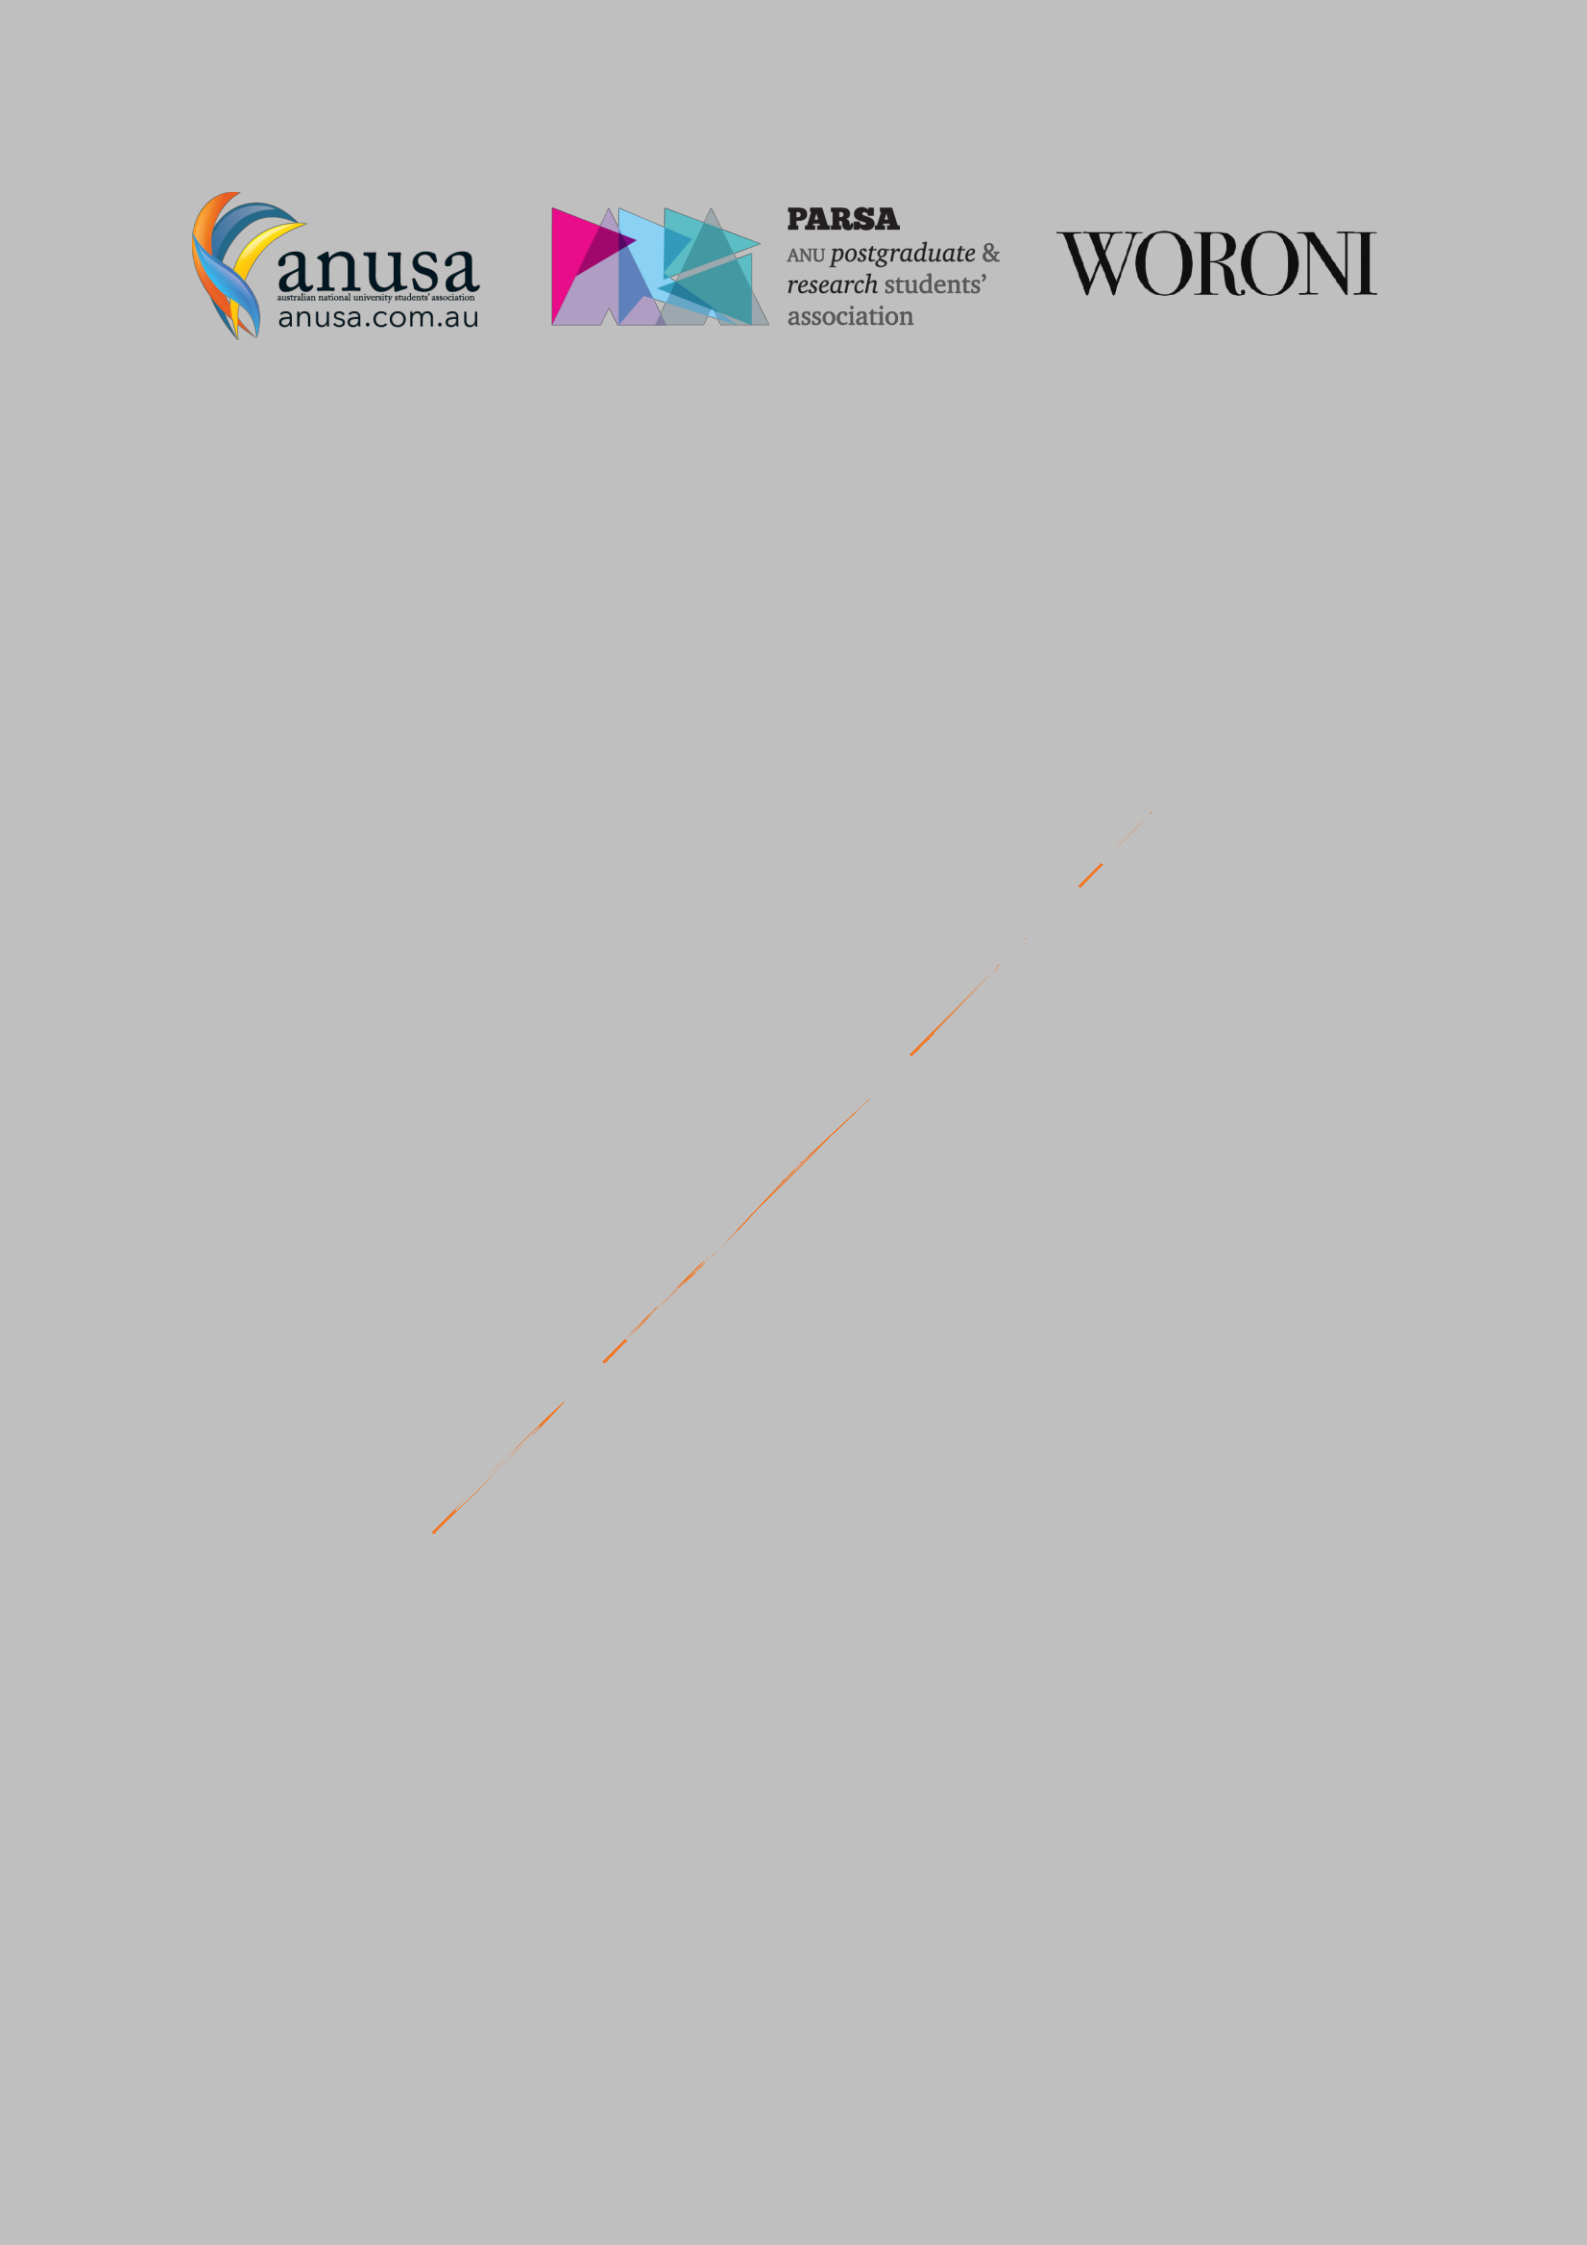 anusa
australian national university students' association
anusa.com.au
PARSA
ANU postgraduate &
research students'
association
WORONI